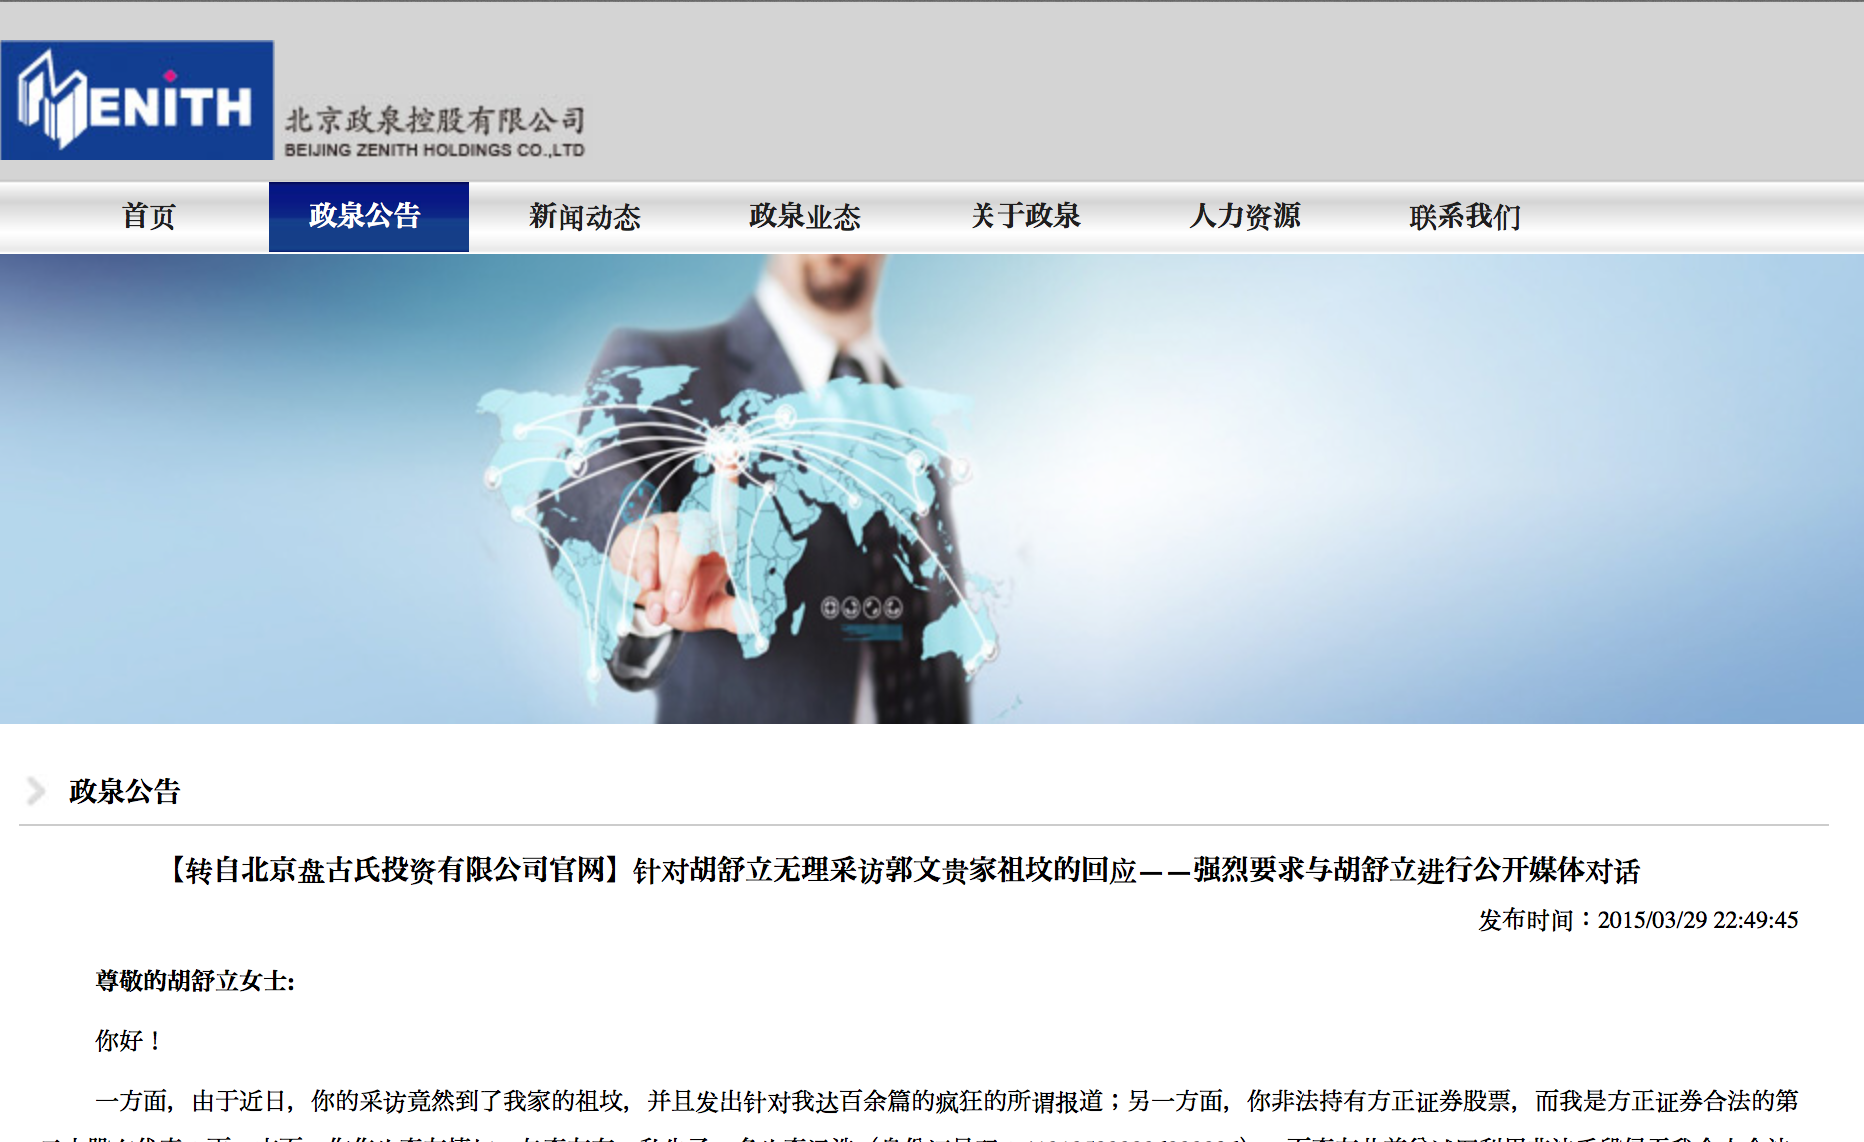 ZENITH
北京政泉控股有限公司
BEIJING ZENITH HOLDINGS CO.,LTD
首页 政泉公告 新闻动态 政泉业态 关于政泉 人力资源 联系我们
政泉公告
【转自北京盘古氏投资有限公司官网】针对胡舒立无理采访郭文贵家祖坟的回应——强烈要求与胡舒立进行公开媒体对话
发布时间：2015/03/29 22:49:45
尊敬的胡舒立女士:
你好！
一方面，由于近日，你的采访竟然到了我家的祖坟，并且发出针对我达百余篇的疯狂的所谓报道；另一方面，你非法持有方正证券股票，而我是方正证券合法的第